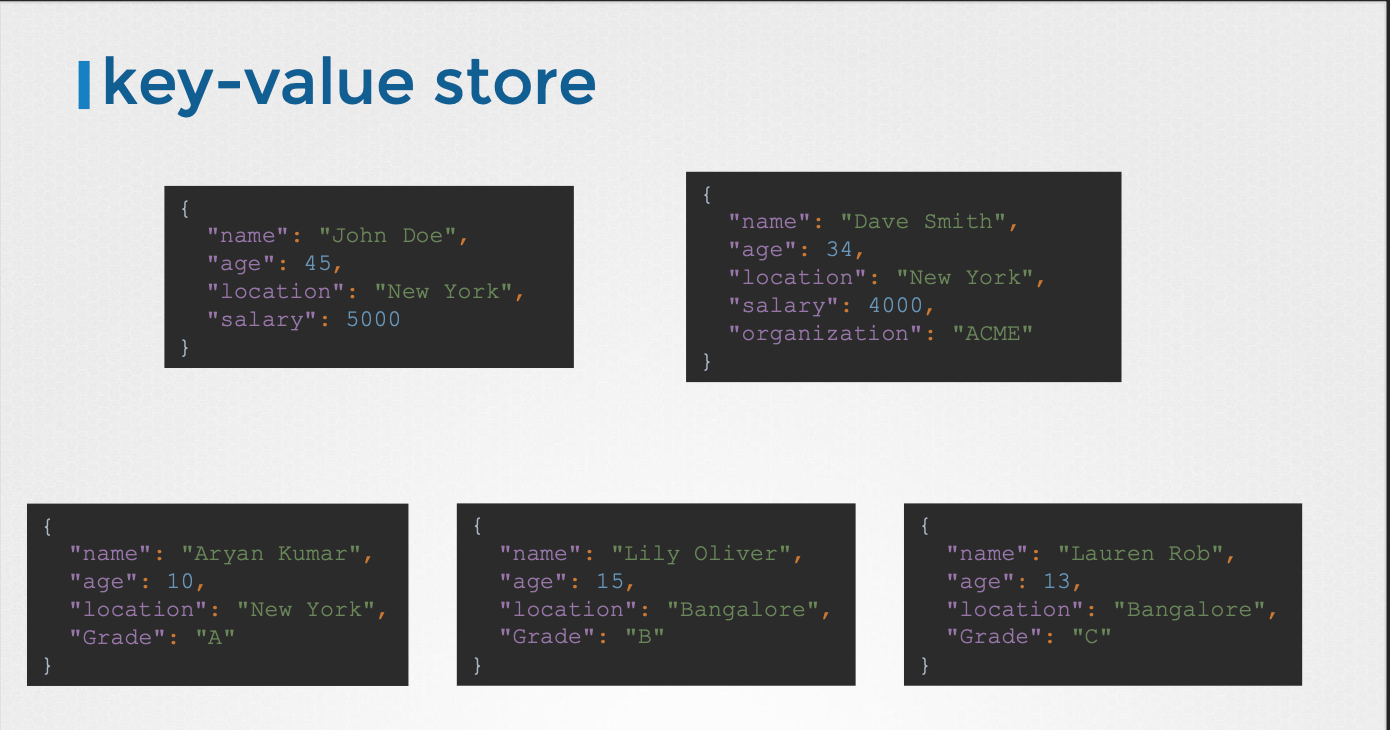 key-value store
{
"name": "John Doe",
"age": 45,
"location": "New York",
"salary": 5000
}
{
"name": "Dave Smith",
"age": 34,
"location": "New York",
"salary": 4000,
"organization": "ACME"
}
{
"name": "Aryan Kumar",
"age": 10,
"location": "New York",
"Grade": "A"
}
{
"name": "Lily Oliver",
"age": 15,
"location": "Bangalore",
"Grade": "B"
}
{
"name": "Lauren Rob",
"age": 13,
"location": "Bangalore",
"Grade": "C"
}